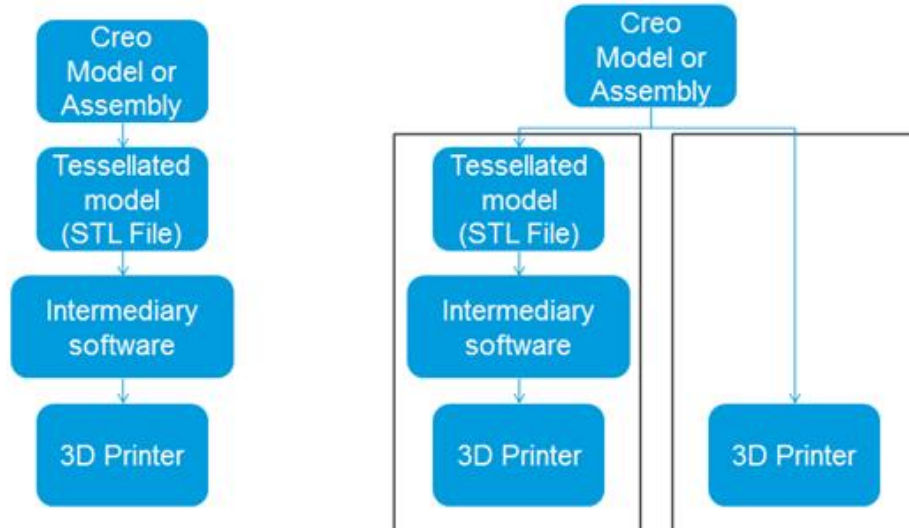 Creo
Model or
Assembly
Tessellated
model
(STL File)
Intermediary
software
3D Printer
Creo
Model or
Assembly
Tessellated
model
(STL File)
Intermediary
software
3D Printer
3D Printer